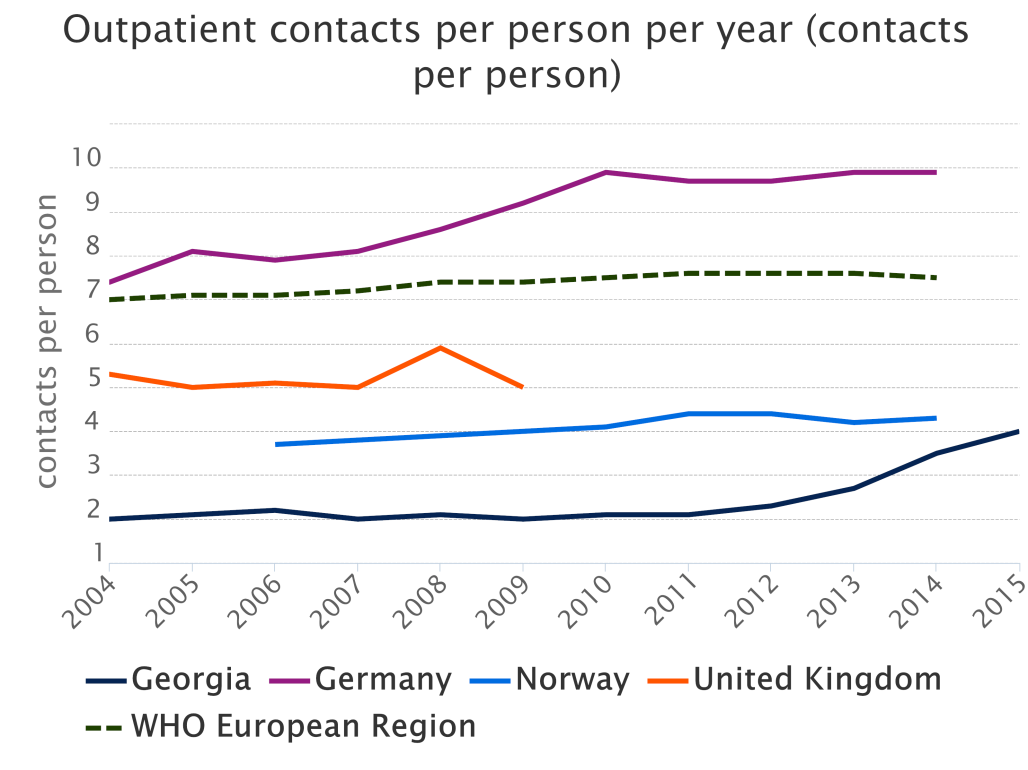 Outpatient contacts per person per year (contacts
per person)
contacts per person
10
9
8
7
6
5
4
3
2
1
2004 2005 2006 2007 2008 2009 2010 2011 2012 2013 2014 2015
Georgia Germany Norway United Kingdom
WHO European Region